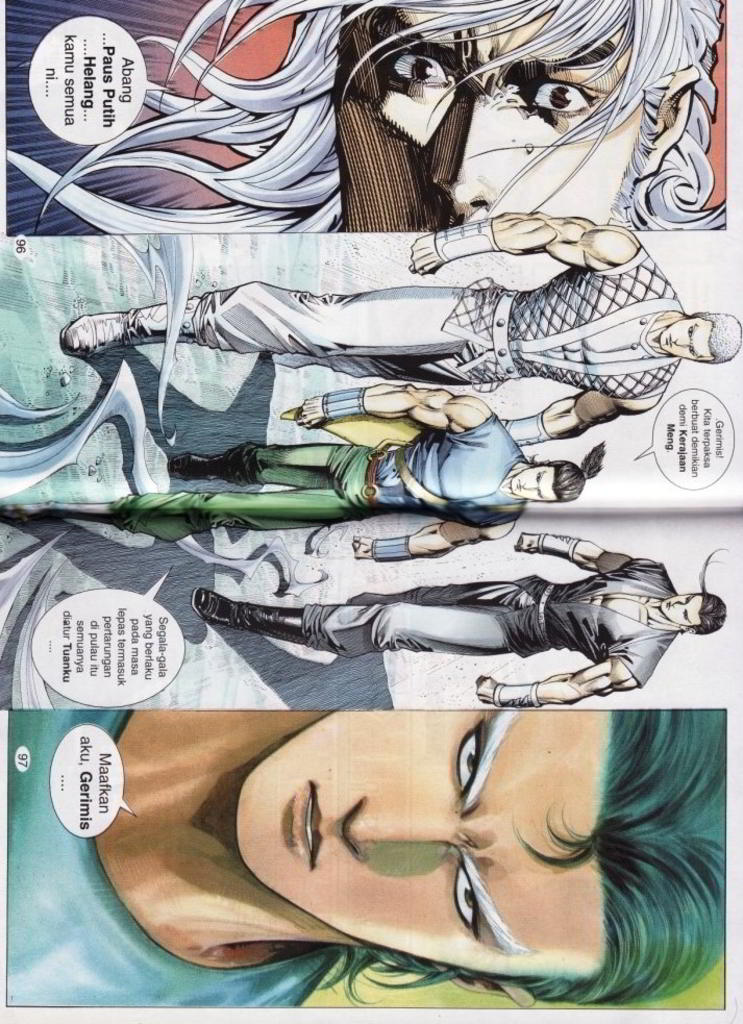 Abang
...Paus Putih
....Helang...
kamu semua
ni....
96
.Gerimis!
Kita terpaksa
berbuat demikian
demi Kerajaan
Meng.
Segala-gala
yang berlaku
pada masa
lepas termasuk
pertarungan
di pulau itu
semuanya
diatur Tuanku
....
Maafkan
aku, Gerimis
....
97